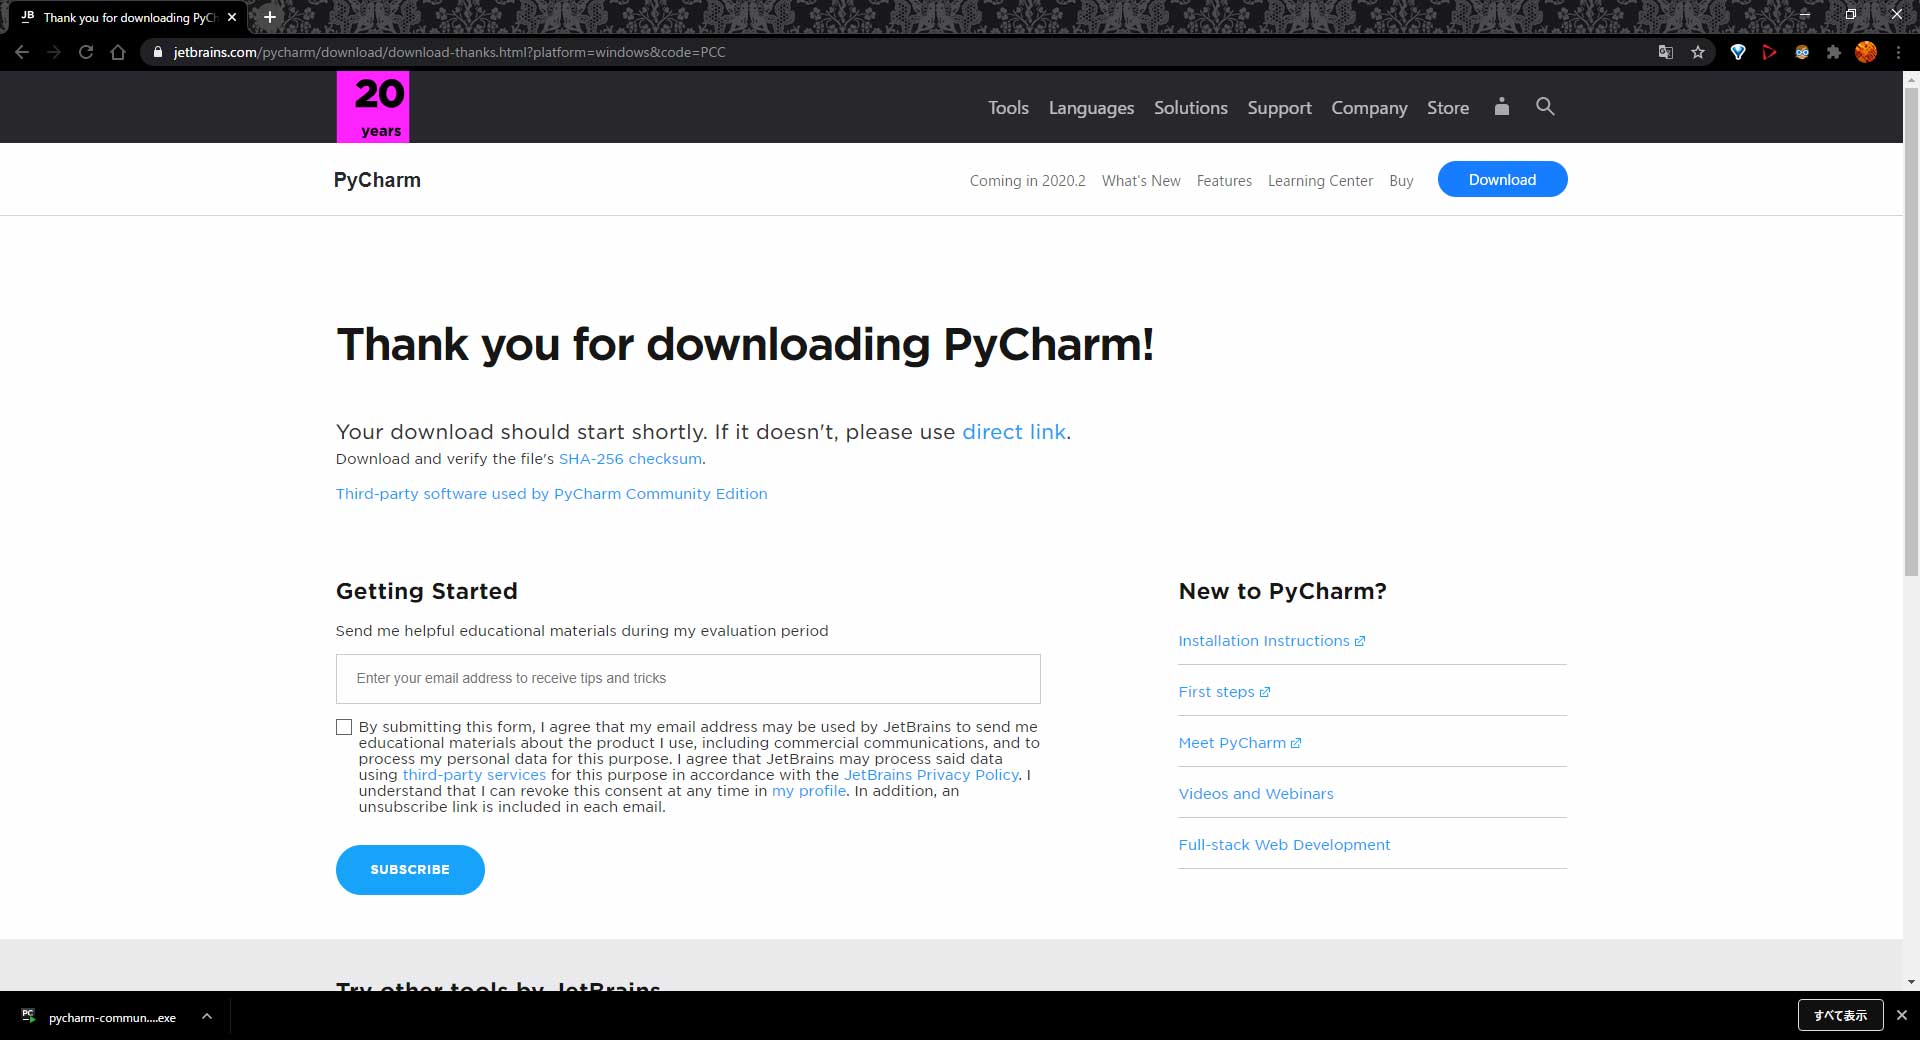 JB Thank you for downloading PyCh
jetbrains.com/pycharm/download/download-thanks.html?platform=windows&code=PCC
20
years
Tools Languages Solutions Support Company Store
PyCharm
Coming in 2020.2 What's New Features Learning Center Buy Download
Thank you for downloading PyCharm!
Your download should start shortly. If it doesn't, please use direct link.
Download and verify the file's SHA-256 checksum.
Third-party software used by PyCharm Community Edition
Getting Started
Send me helpful educational materials during my evaluation period
Enter your email address to receive tips and tricks
By submitting this form, I agree that my email address may be used by JetBrains to send me
educational materials about the product I use, including commercial communications, and to
process my personal data for this purpose. I agree that JetBrains may process said data
using third-party services for this purpose in accordance with the JetBrains Privacy Policy. I
understand that I can revoke this consent at any time in my profile. In addition, an
unsubscribe link is included in each email.
SUBSCRIBE
New to PyCharm?
Installation Instructions
First steps
Meet PyCharm
Videos and Webinars
Full-stack Web Development
Try other tools by JetBrains
PC pycharm-commun....exe
すべて表示